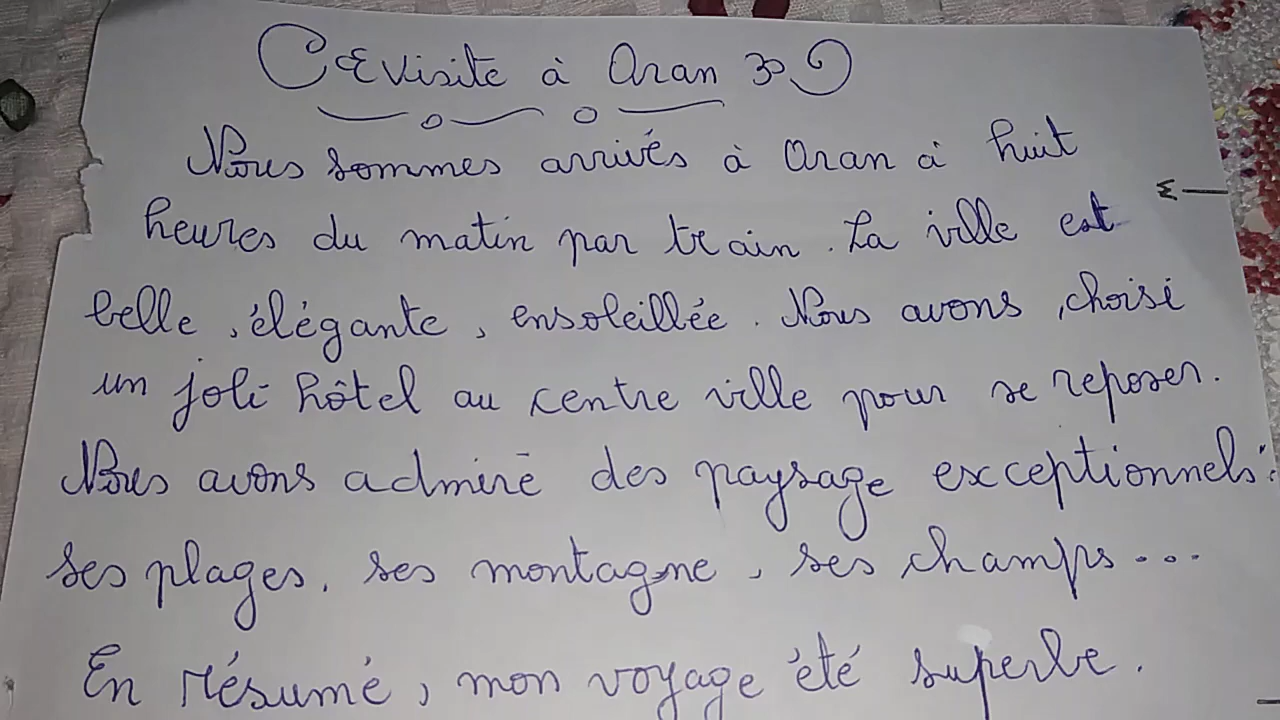 Visite à Oran
Nous sommes arrivés à Oran à huit
heures du matin par train. La ville est
belle, élégante, ensoleillée. Nous avons choisi
un joli hôtel au centre ville pour se reposer.
Nous avons admiré des paysage exceptionnels :
ses plages, ses montagne, ses champs...
En résumé, mon voyage été superbe.